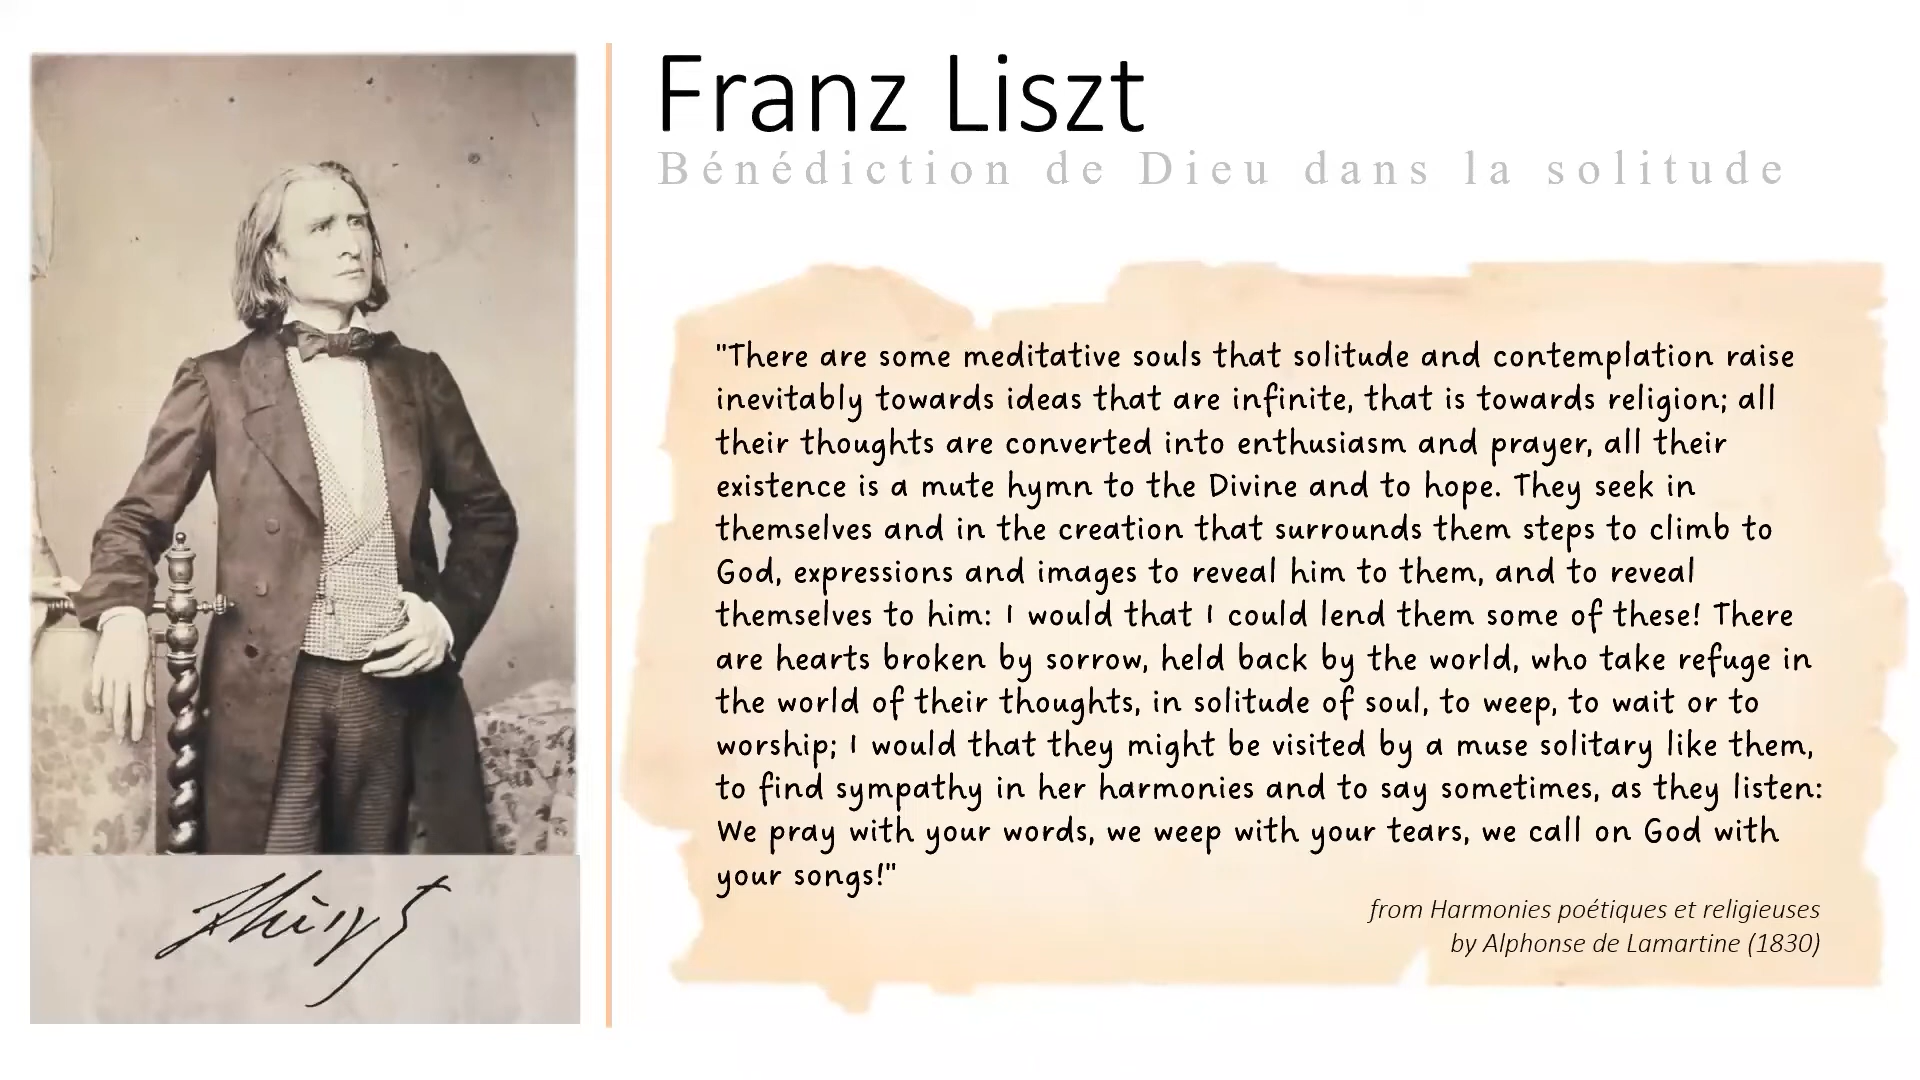 Franz Liszt
Bénédiction de Dieu dans la solitude
"There are some meditative souls that solitude and contemplation raise
inevitably towards ideas that are infinite, that is towards religion; all
their thoughts are converted into enthusiasm and prayer, all their
existence is a mute hymn to the Divine and to hope. They seek in
themselves and in the creation that surrounds them steps to climb to
God, expressions and images to reveal him to them, and to reveal
themselves to him: I would that I could lend them some of these! There
are hearts broken by sorrow, held back by the world, who take refuge in
the world of their thoughts, in solitude of soul, to weep, to wait or to
worship; I would that they might be visited by a muse solitary like them,
to find sympathy in her harmonies and to say sometimes, as they listen:
We pray with your words, we weep with your tears, we call on God with
your songs!"
from Harmonies poétiques et religieuses
by Alphonse de Lamartine (1830)